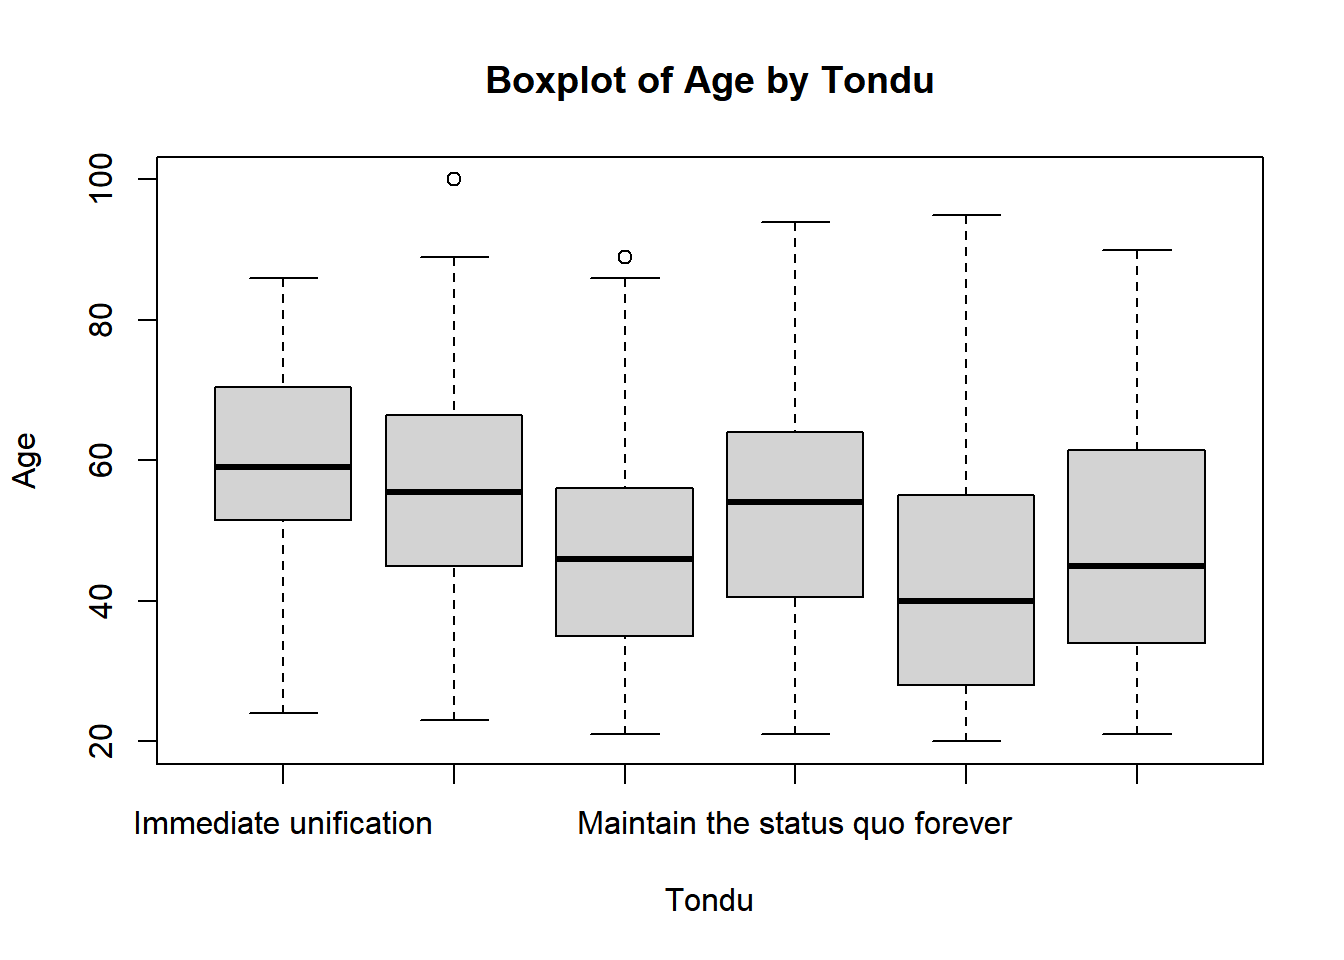 Boxplot of Age by Tondu
100
80
60
40
20
Age
Immediate unification
Maintain the status quo forever
Tondu